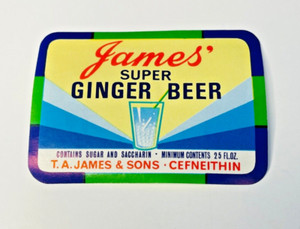 James'
SUPER
GINGER BEER
CONTAINS SUGAR AND SACCHARIN · MINIMUM CONTENTS 25 FL.OZ.
T. A. JAMES & SONS · CEFNEITHIN